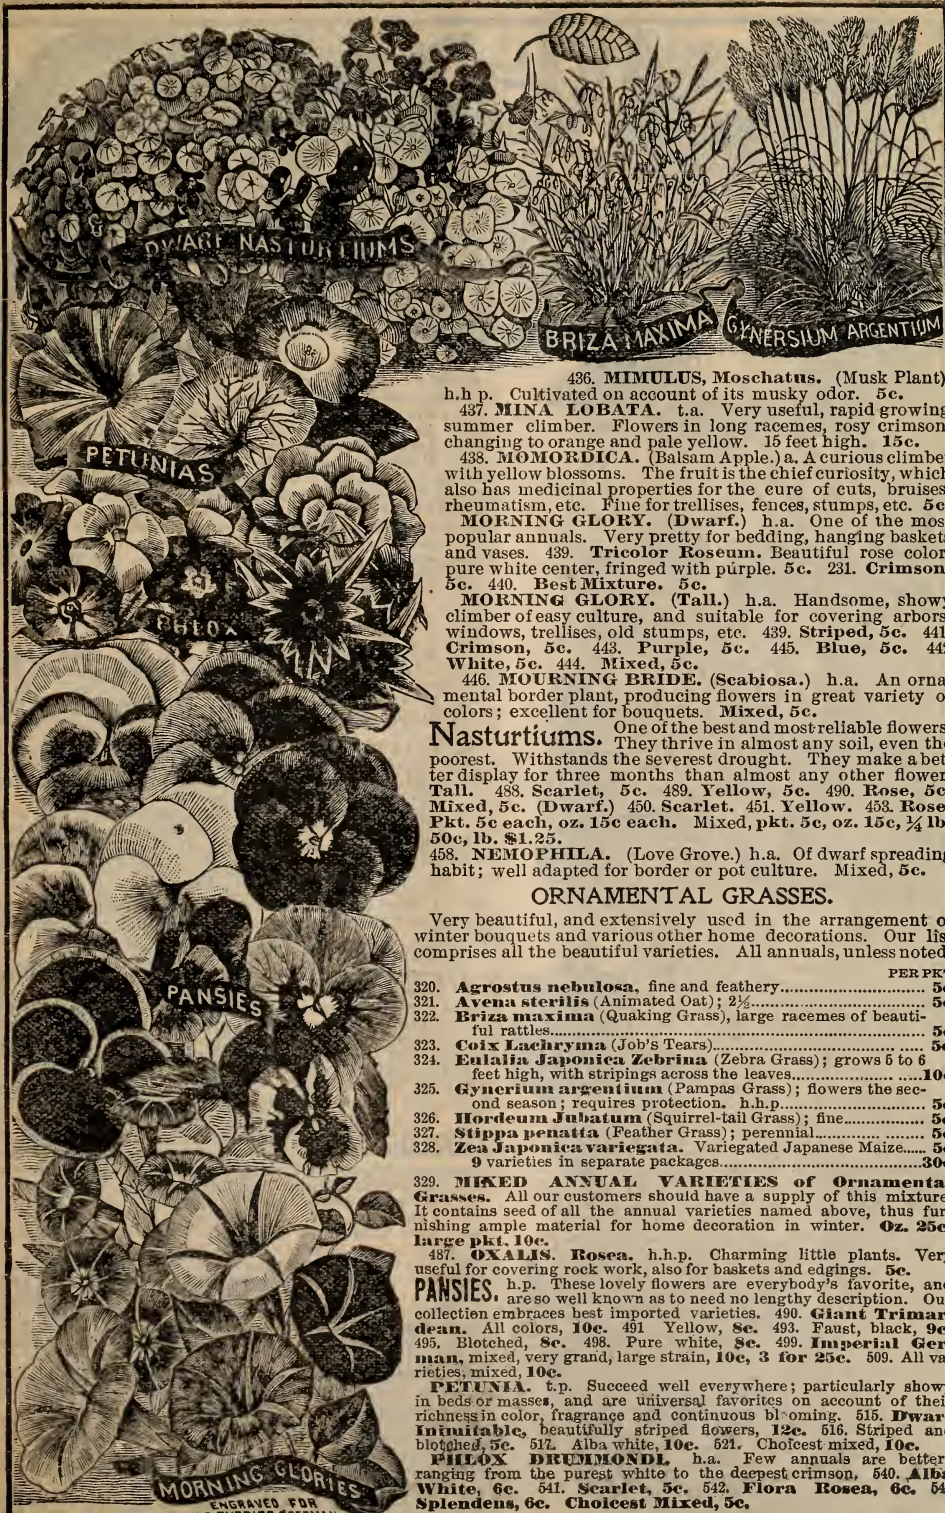 DWARF NASTURTIUMS
BRIZA MAXIMA
GYNERSIUM ARGENTIUM
PETUNIAS
PHLOX
PANSIES
MORNING GLORIES
ENGRAVED FOR
436. MIMULUS, Moschatus. (Musk Plant)
h.h p. Cultivated on account of its musky odor. 5c.
437. MINA LOBATA. t.a. Very useful, rapid growing
summer climber. Flowers in long racemes, rosy crimson
changing to orange and pale yellow. 15 feet high. 15c.
438. MOMORDICA. (Balsam Apple.) a. A curious climbe
with yellow blossoms. The fruit is the chief curiosity, which
also has medicinal properties for the cure of cuts, bruises
rheumatism, etc. Fine for trellises, fences, stumps, etc. 5c
MORNING GLORY. (Dwarf.) h.a. One of the mos
popular annuals. Very pretty for bedding, hanging basket
and vases. 439. Tricolor Roseum. Beautiful rose color
pure white center, fringed with purple. 5c. 231. Crimson
5c. 440. Best Mixture. 5c.
MORNING GLORY. (Tall.) h.a. Handsome, show
climber of easy culture, and suitable for covering arbors
windows, trellises, old stumps, etc. 439. Striped, 5c. 441
Crimson, 5c. 443. Purple, 5c. 445. Blue, 5c. 44
White, 5c. 444. Mixed, 5c.
446. MOURNING BRIDE. (Scabiosa.) h.a. An orna
mental border plant, producing flowers in great variety o
colors; excellent for bouquets. Mixed, 5c.
Nasturtiums. One of the best and most reliable flowers
They thrive in almost any soil, even the
poorest. Withstands the severest drought. They make a bet
ter display for three months than almost any other flower
Tall. 488. Scarlet, 5c. 489. Yellow, 5c. 490. Rose, 5c
Mixed, 5c. (Dwarf.) 450. Scarlet. 451. Yellow. 453. Rose
Pkt. 5c each, oz. 15c each. Mixed, pkt. 5c, oz. 15c, ¼ lb
50c, lb. $1.25.
458. NEMOPHILA. (Love Grove.) h.a. Of dwarf spreading
habit; well adapted for border or pot culture. Mixed, 5c.
ORNAMENTAL GRASSES.
Very beautiful, and extensively used in the arrangement o
winter bouquets and various other home decorations. Our lis
comprises all the beautiful varieties. All annuals, unless noted
PER PK
320. Agrostus nebulosa, fine and feathery.......... 5c
321. Avena sterilis (Animated Oat); 2½.......... 5c
322. Briza maxima (Quaking Grass), large racemes of beauti-
ful rattles.......... 5c
323. Coix Lachryma (Job's Tears).......... 5c
324. Eulalia Japonica Zebrina (Zebra Grass); grows 5 to 6
feet high, with stripings across the leaves.......... 10c
325. Gynerium argentium (Pampas Grass); flowers the sec-
ond season; requires protection. h.h.p.......... 5c
326. Hordeum Jubatum (Squirrel-tail Grass); fine.......... 5c
327. Stippa penatta (Feather Grass); perennial.......... 5c
328. Zea Japonica variegata. Variegated Japanese Maize...... 5c
9 varieties in separate packages.......... 30c
329. MIXED ANNUAL VARIETIES of Ornamenta
Grasses. All our customers should have a supply of this mixture
It contains seed of all the annual varieties named above, thus fur
nishing ample material for home decoration in winter. Oz. 25c
large pkt. 10c.
487. OXALIS. Rosea. h.h.p. Charming little plants. Ver
useful for covering rock work, also for baskets and edgings. 5c.
PANSIES. h.p. These lovely flowers are everybody's favorite, an
are so well known as to need no lengthy description. Ou
collection embraces best imported varieties. 490. Giant Trimar
dean. All colors, 10c. 491 Yellow, 8c. 493. Faust, black, 9c
495. Blotched, 8c. 498. Pure white, 8c. 499. Imperial Ger
man, mixed, very grand, large strain, 10c, 3 for 25c. 509. All va
rieties, mixed, 10c.
PETUNIA. t.p. Succeed well everywhere; particularly show
in beds or masses, and are universal favorites on account of thei
richness in color, fragrance and continuous blooming. 515. Dwar
Inimitable, beautifully striped flowers, 12c. 516. Striped an
blotched, 5c. 517. Alba white, 10c. 521. Choicest mixed, 10c.
PHLOX DRUMMONDI. h.a. Few annuals are better
ranging from the purest white to the deepest crimson, 540. Alb
White, 6c. 541. Scarlet, 5c. 542. Flora Rosea, 6c. 54
Splendens, 6c. Choicest Mixed, 5c,